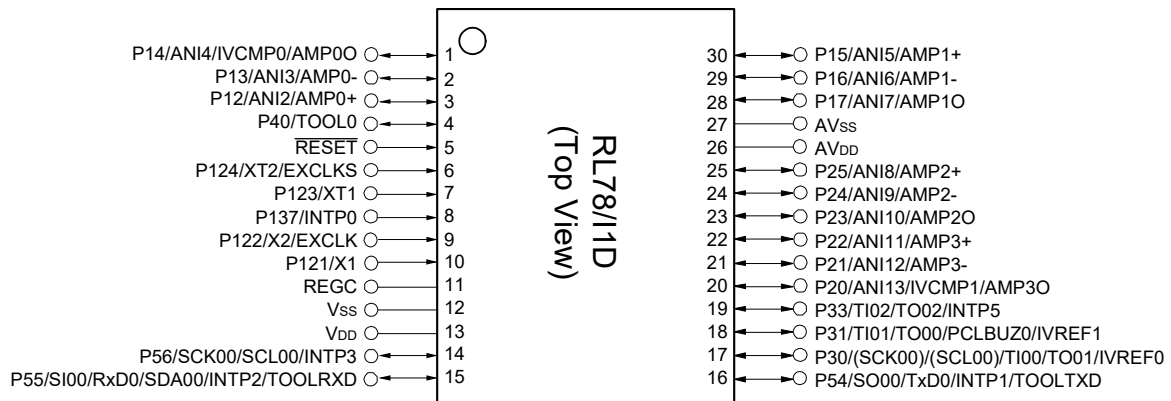 P14/ANI4/IVCMP0/AMP0O 1
P13/ANI3/AMP0- 2
P12/ANI2/AMP0+ 3
P40/TOOL0 4
RESET 5
P124/XT2/EXCLKS 6
P123/XT1 7
P137/INTP0 8
P122/X2/EXCLK 9
P121/X1 10
REGC 11
VSS 12
VDD 13
P56/SCK00/SCL00/INTP3 14
P55/SI00/RxD0/SDA00/INTP2/TOOLRXD 15
RL78/I1D
(Top View)
30 P15/ANI5/AMP1+
29 P16/ANI6/AMP1-
28 P17/ANI7/AMP1O
27 AVSS
26 AVDD
25 P25/ANI8/AMP2+
24 P24/ANI9/AMP2-
23 P23/ANI10/AMP2O
22 P22/ANI11/AMP3+
21 P21/ANI12/AMP3-
20 P20/ANI13/IVCMP1/AMP3O
19 P33/TI02/TO02/INTP5
18 P31/TI01/TO00/PCLBUZ0/IVREF1
17 P30/(SCK00)/(SCL00)/TI00/TO01/IVREF0
16 P54/SO00/TxD0/INTP1/TOOLTXD